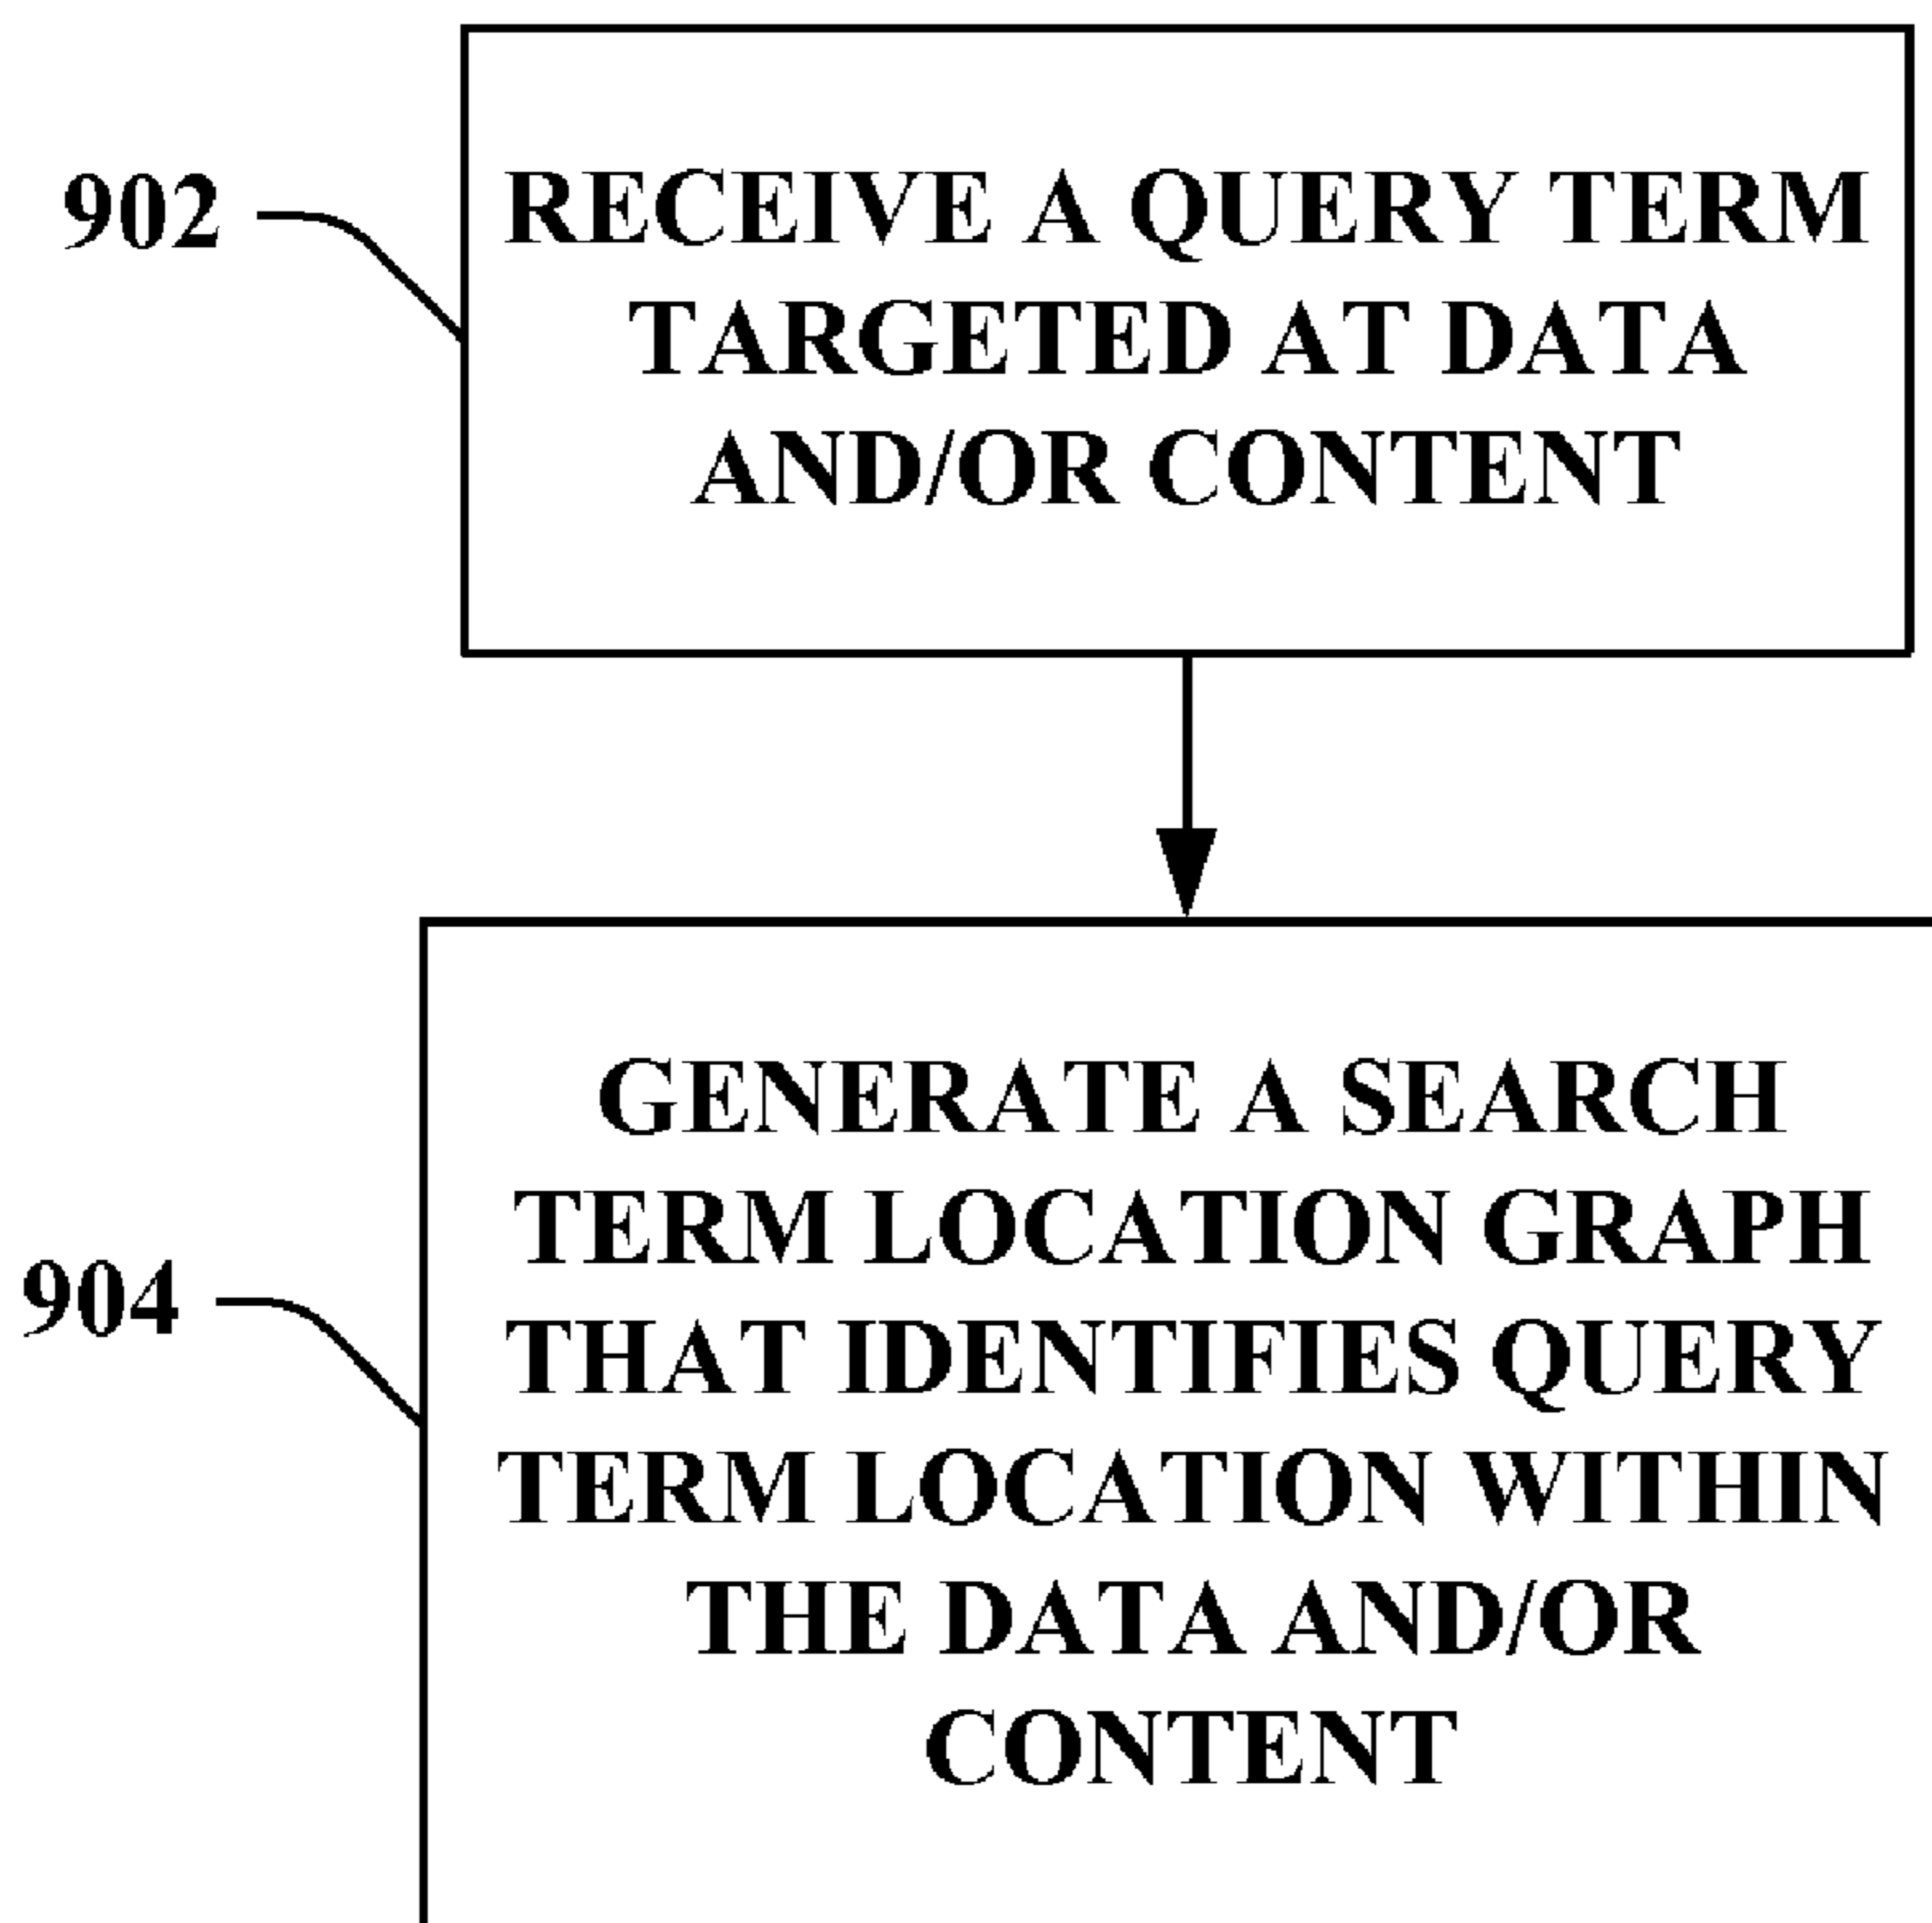 902
RECEIVE A QUERY TERM
TARGETED AT DATA
AND/OR CONTENT
904
GENERATE A SEARCH
TERM LOCATION GRAPH
THAT IDENTIFIES QUERY
TERM LOCATION WITHIN
THE DATA AND/OR
CONTENT